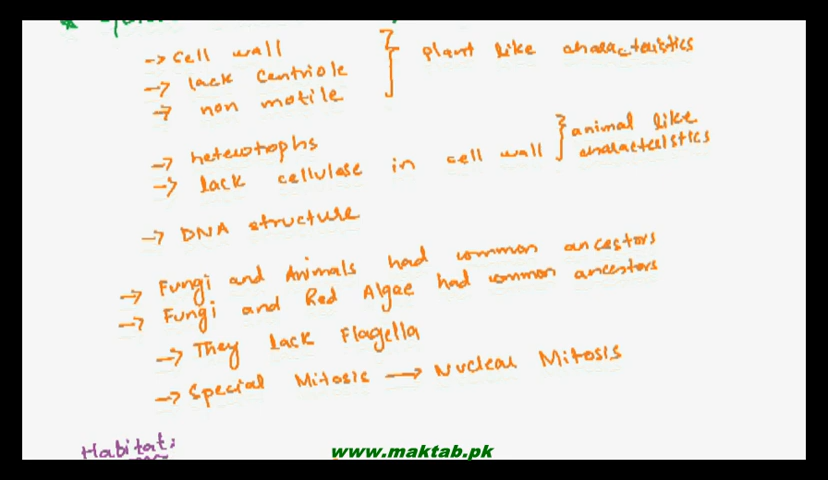 → cell wall
→ lack Centriole
→ non motile
plant like characteristics
→ heterotrophs
→ lack cellulose in cell wall
animal like
characteristics
→ DNA structure
→ Fungi and Animals had common ancestors
→ Fungi and Red Algae had common ancestors
→ They lack Flagella
→ Special Mitosis → Nuclear Mitosis
Habitat:
www.maktab.pk